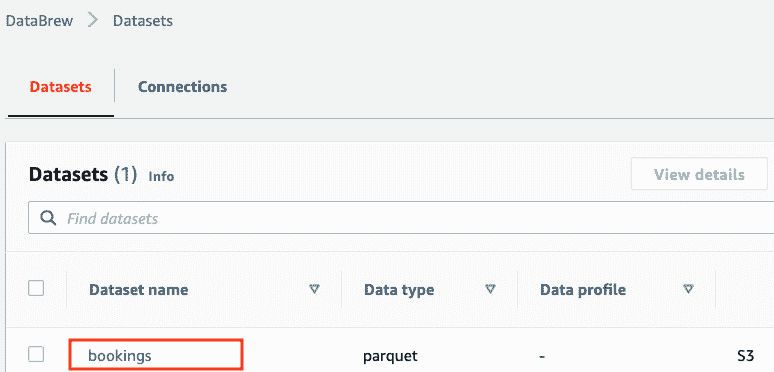 DataBrew > Datasets
Datasets Connections
Datasets (1) Info View details
Find datasets
Dataset name Data type Data profile
bookings parquet - S3